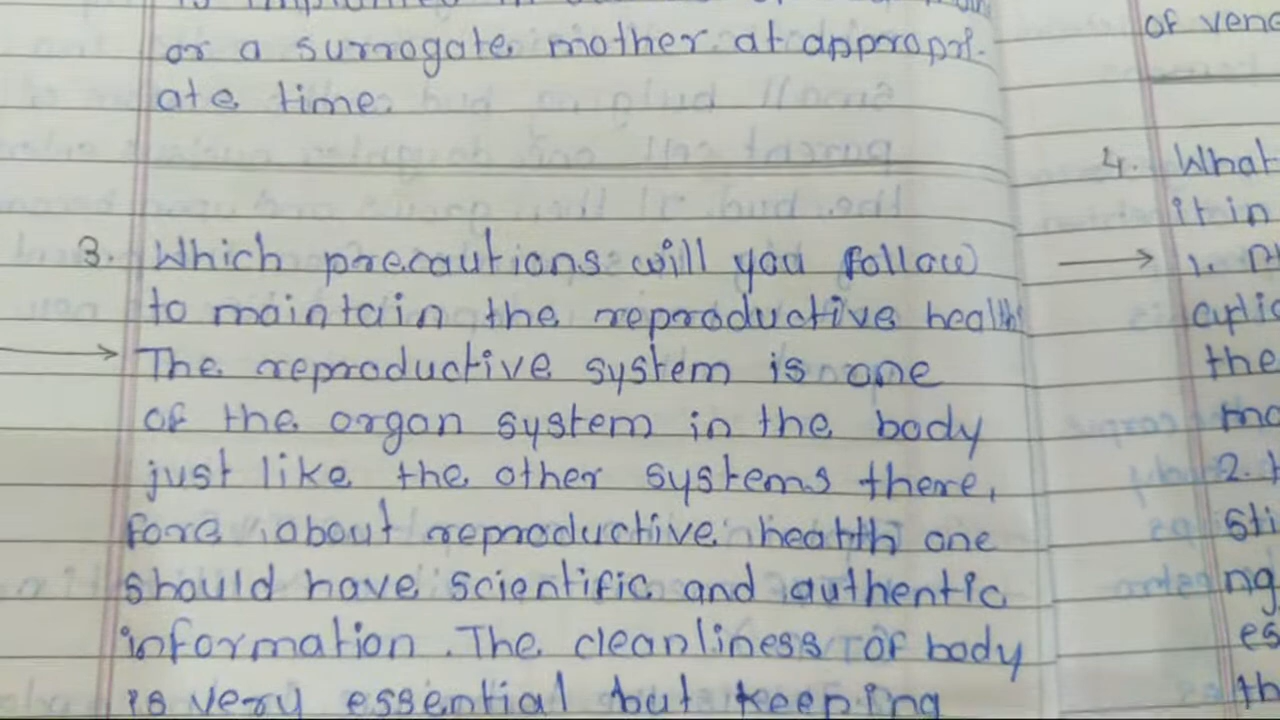 or a surrogate mother at appropri-
ate time.
3. Which precautions will you follow
to maintain the reproductive health
→ The reproductive system is one
of the organ system in the body
just like the other systems there,
fore about reproductive health one
should have scientific and authentic
information. The cleanliness of body
is very essential but keeping
of
4. What
it in
→ 1.
the
2.